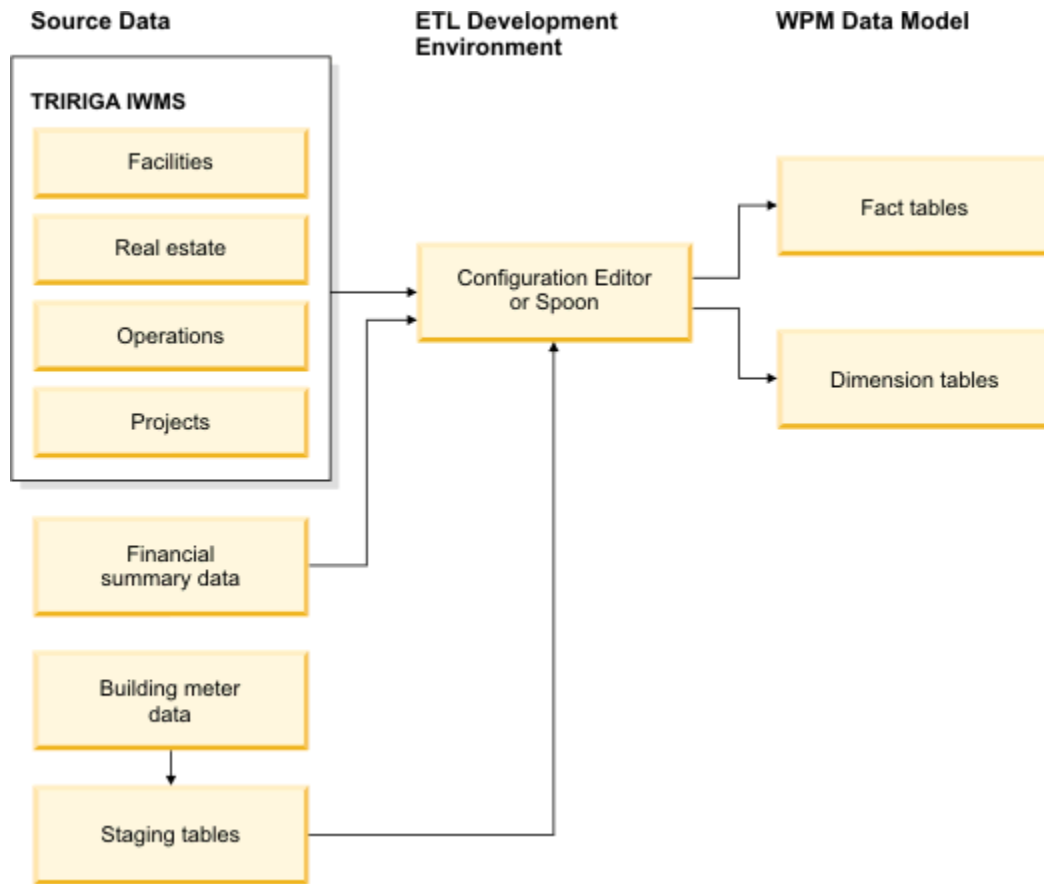 Source Data
ETL Development
Environment
WPM Data Model
TRIRIGA IWMS
Facilities
Real estate
Operations
Projects
Financial
summary data
Building meter
data
Staging tables
Configuration Editor
or Spoon
Fact tables
Dimension tables